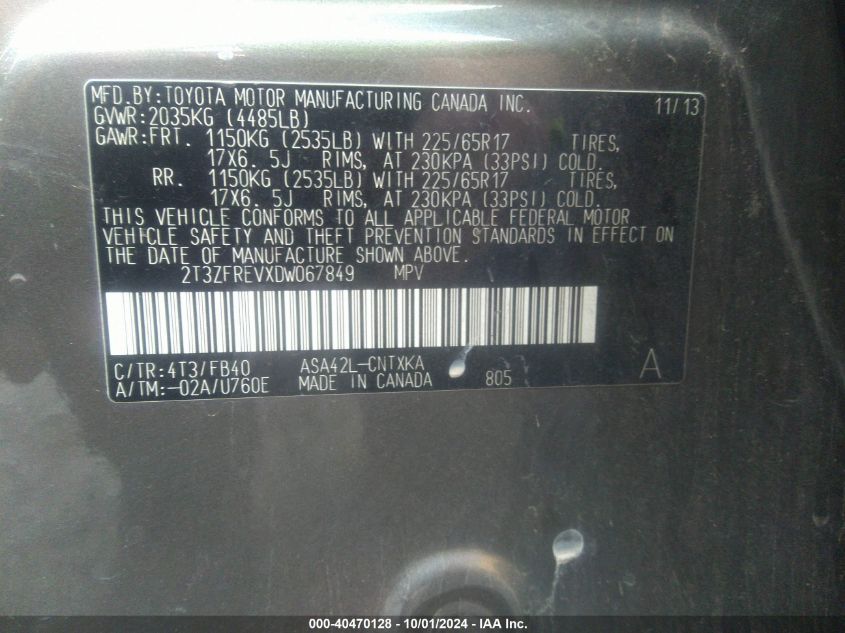 MFD.BY:TOYOTA MOTOR MANUFACTURING CANADA INC. 11/13
GVWR:2035KG (4485LB)
GAWR:FRT. 1150KG (2535LB) WITH 225/65R17 TIRES,
17X6. 5J RIMS, AT 230KPA (33PSI) COLD.
RR. 1150KG (2535LB) WITH 225/65R17 TIRES,
17X6. 5J RIMS, AT 230KPA (33PSI) COLD.
THIS VEHICLE CONFORMS TO ALL APPLICABLE FEDERAL MOTOR
VEHICLE SAFETY AND THEFT PREVENTION STANDARDS IN EFFECT ON
THE DATE OF MANUFACTURE SHOWN ABOVE.
2T3ZFREVXDW067849 MPV
C/TR:4T3/FB40 ASA42L-CNTXKA A
A/TM:-02A/U760E MADE IN CANADA 805
000-40470128 - 10/01/2024 - IAA Inc.